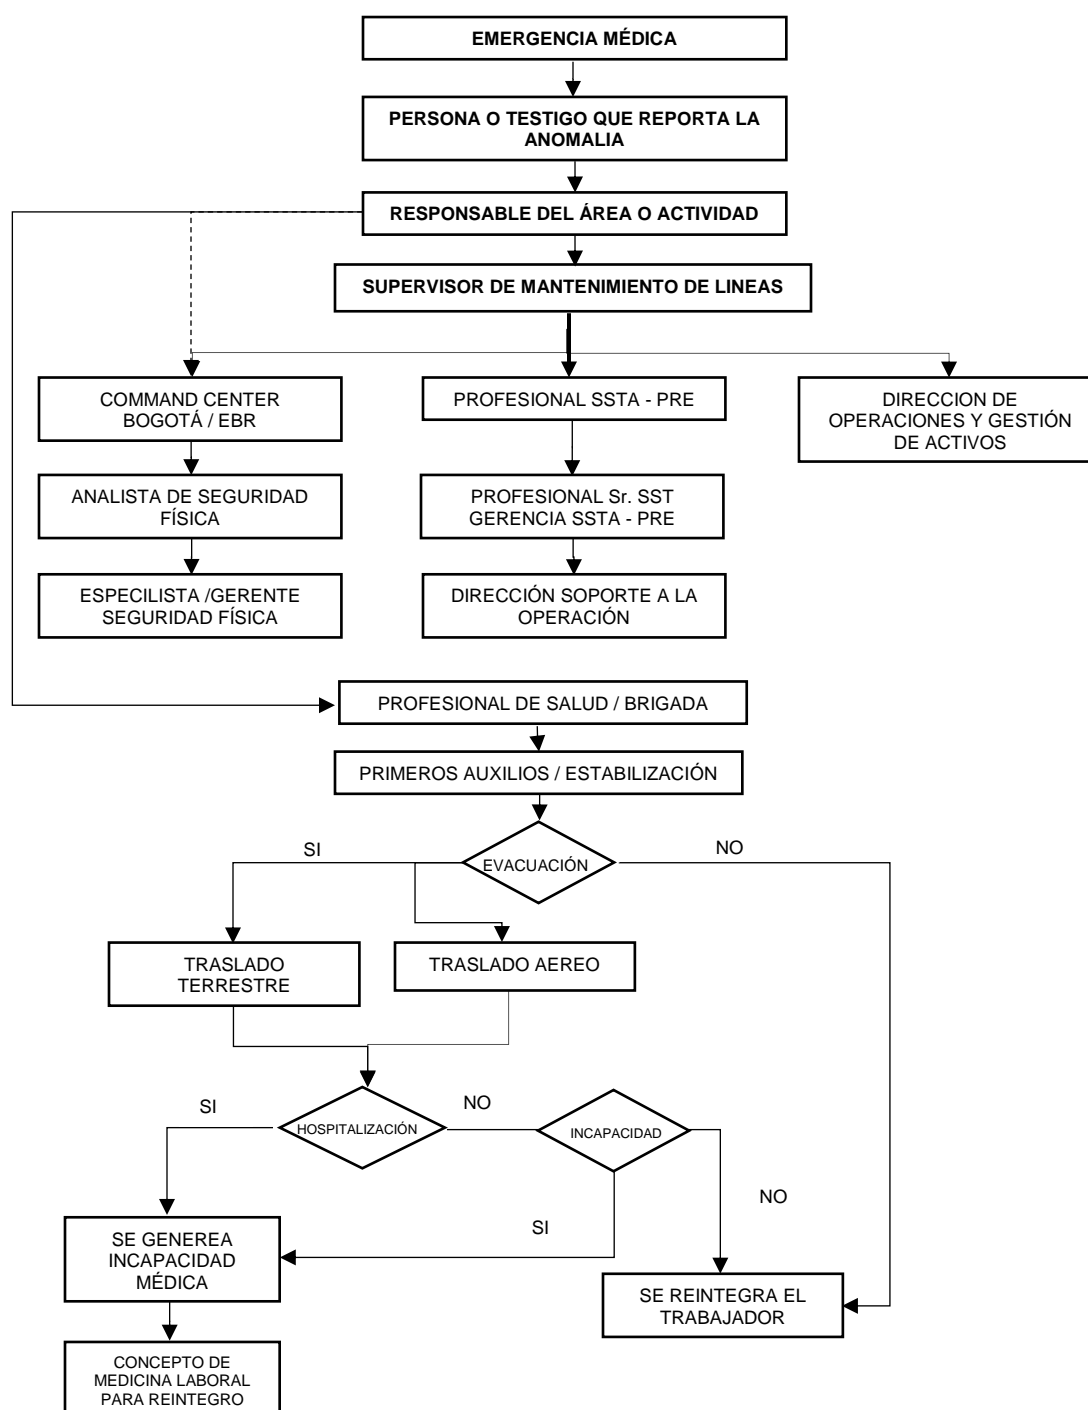 EMERGENCIA MÉDICA
PERSONA O TESTIGO QUE REPORTA LA
ANOMALIA
RESPONSABLE DEL ÁREA O ACTIVIDAD
SUPERVISOR DE MANTENIMIENTO DE LINEAS
COMMAND CENTER
BOGOTÁ / EBR
PROFESIONAL SSTA - PRE
DIRECCION DE
OPERACIONES Y GESTIÓN
DE ACTIVOS
ANALISTA DE SEGURIDAD
FÍSICA
PROFESIONAL Sr. SST
GERENCIA SSTA - PRE
ESPECILISTA /GERENTE
SEGURIDAD FÍSICA
DIRECCIÓN SOPORTE A LA
OPERACIÓN
PROFESIONAL DE SALUD / BRIGADA
PRIMEROS AUXILIOS / ESTABILIZACIÓN
SI
EVACUACIÓN
NO
TRASLADO
TERRESTRE
TRASLADO AEREO
SI
HOSPITALIZACIÓN
NO
INCAPACIDAD
NO
SI
SE GENEREA
INCAPACIDAD
MÉDICA
SE REINTEGRA EL
TRABAJADOR
CONCEPTO DE
MEDICINA LABORAL
PARA REINTEGRO